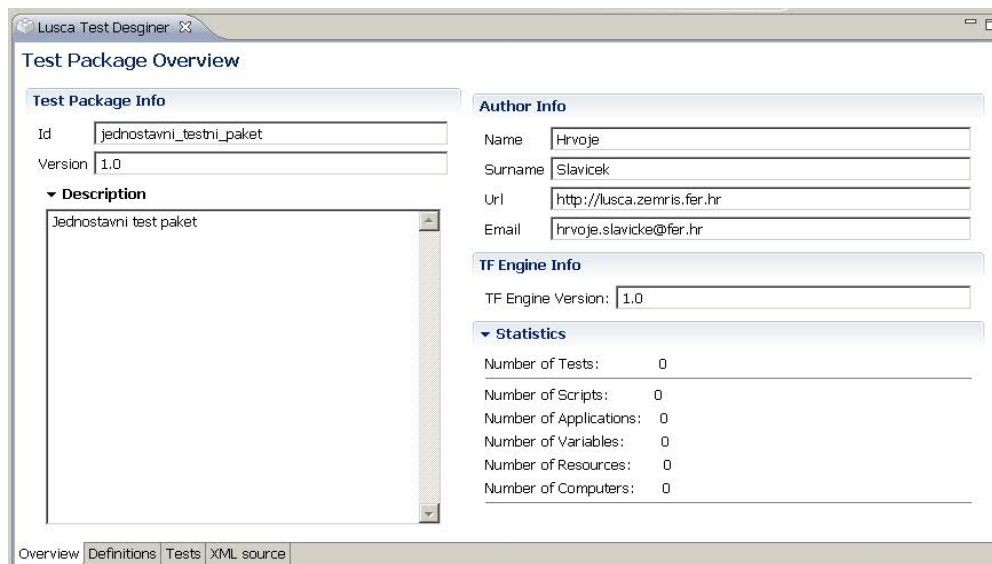 Lusca Test Desginer
Test Package Overview
Test Package Info
Id jednostavni_testni_paket
Version 1.0
Description
Jednostavni test paket
Author Info
Name Hrvoje
Surname Slavicek
Url http://lusca.zemris.fer.hr
Email hrvoje.slavicke@fer.hr
TF Engine Info
TF Engine Version: 1.0
Statistics
Number of Tests: 0
Number of Scripts: 0
Number of Applications: 0
Number of Variables: 0
Number of Resources: 0
Number of Computers: 0
Overview Definitions Tests XML source